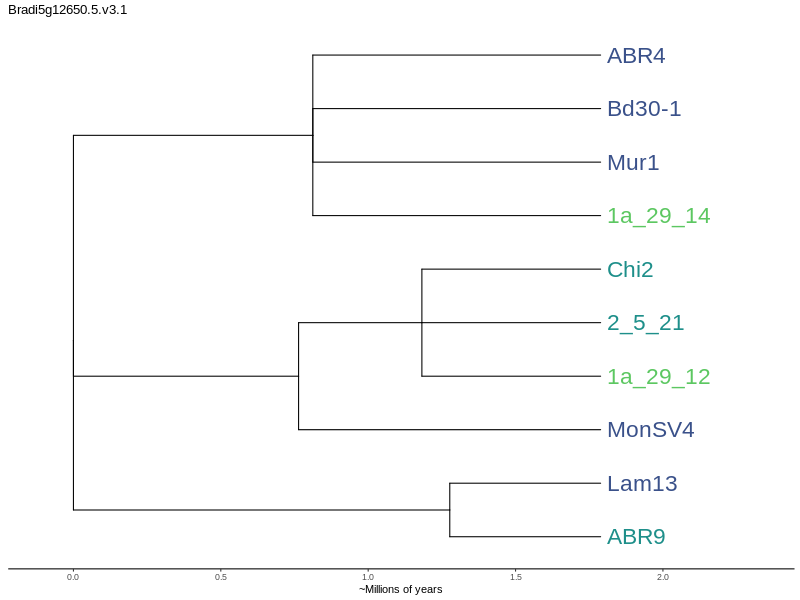 Bradi5g12650.5.v3.1
ABR4
Bd30-1
Mur1
1a_29_14
Chi2
2_5_21
1a_29_12
MonSV4
Lam13
ABR9
0.0 0.5 1.0 1.5 2.0
~Millions of years